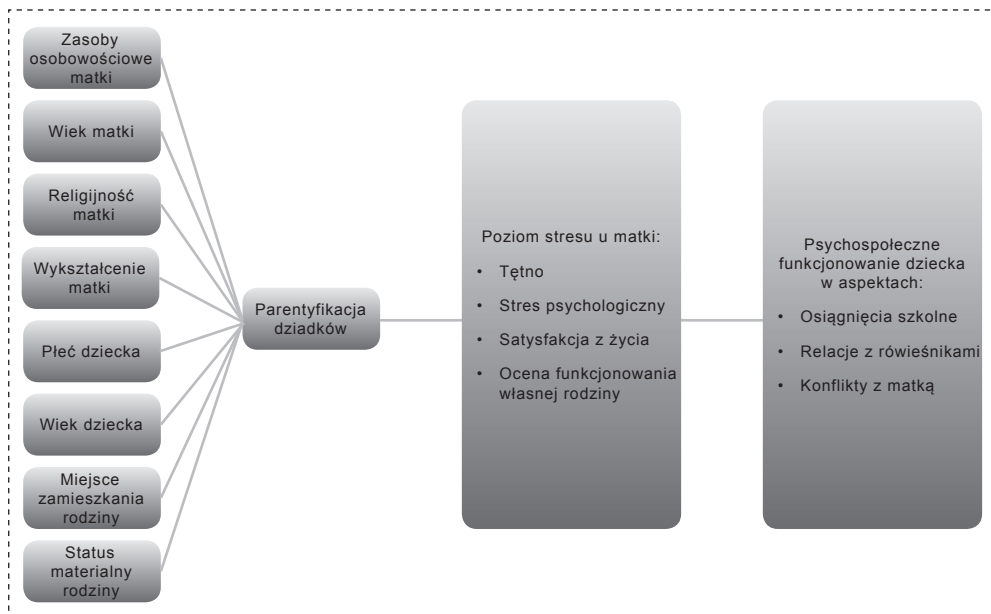 Zasoby
osobowościowe
matki
Wiek matki
Religijność
matki
Wykształcenie
matki
Płeć dziecka
Wiek dziecka
Miejsce
zamieszkania
rodziny
Status
materialny
rodziny
Parentyfikacja
dziadków
Poziom stresu u matki:
• Tętno
• Stres psychologiczny
• Satysfakcja z życia
• Ocena funkcjonowania
własnej rodziny
Psychospołeczne
funkcjonowanie dziecka
w aspektach:
• Osiągnięcia szkolne
• Relacje z rówieśnikami
• Konflikty z matką